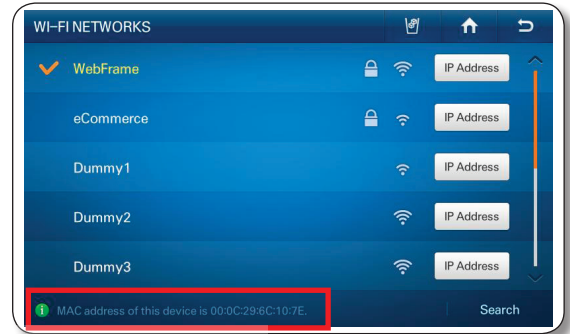 WI-FI NETWORKS
WebFrame IP Address
eCommerce IP Address
Dummy1 IP Address
Dummy2 IP Address
Dummy3 IP Address
MAC address of this device is 00:0C:29:6C:10:7E. Search